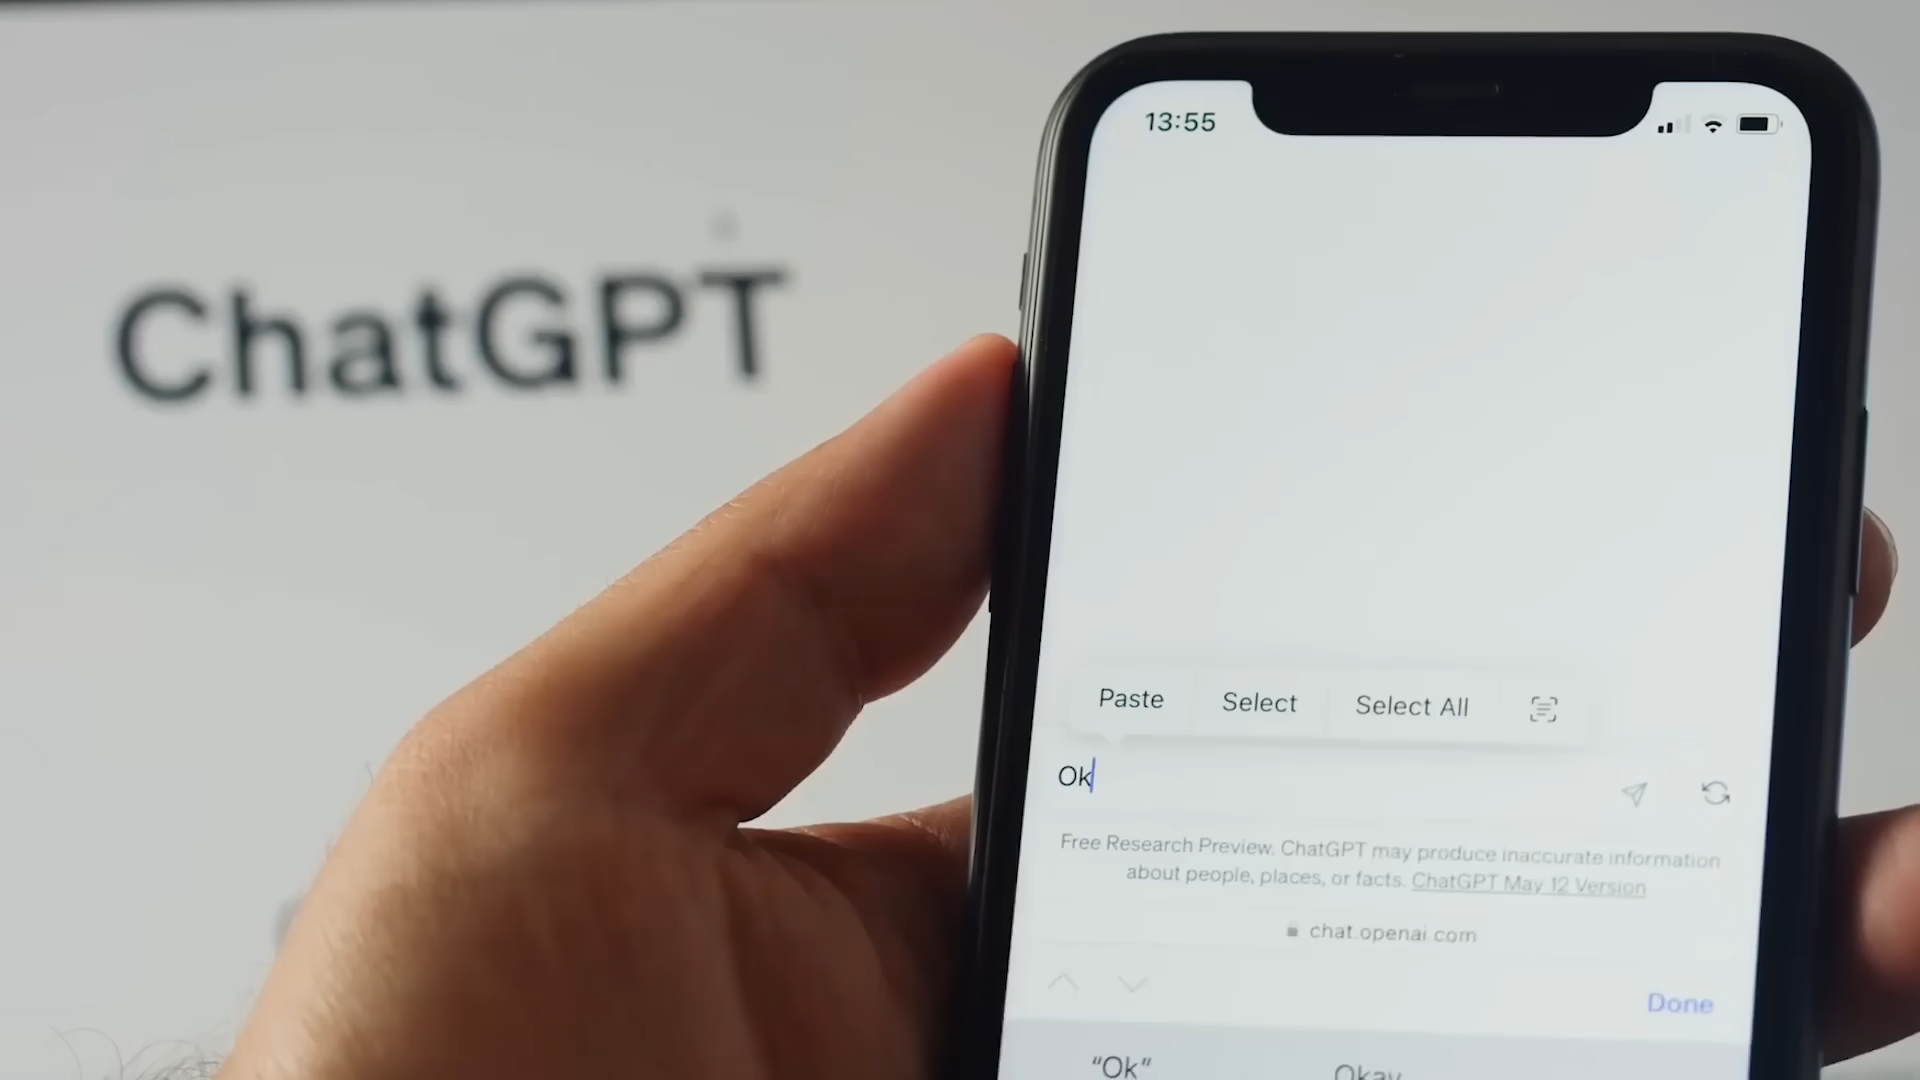 ChatGPT
13:55
Paste Select Select All
Ok
Free Research Preview. ChatGPT may produce inaccurate information
about people, places, or facts. ChatGPT May 12 Version
chat.openai.com
Done
“Ok” Okay